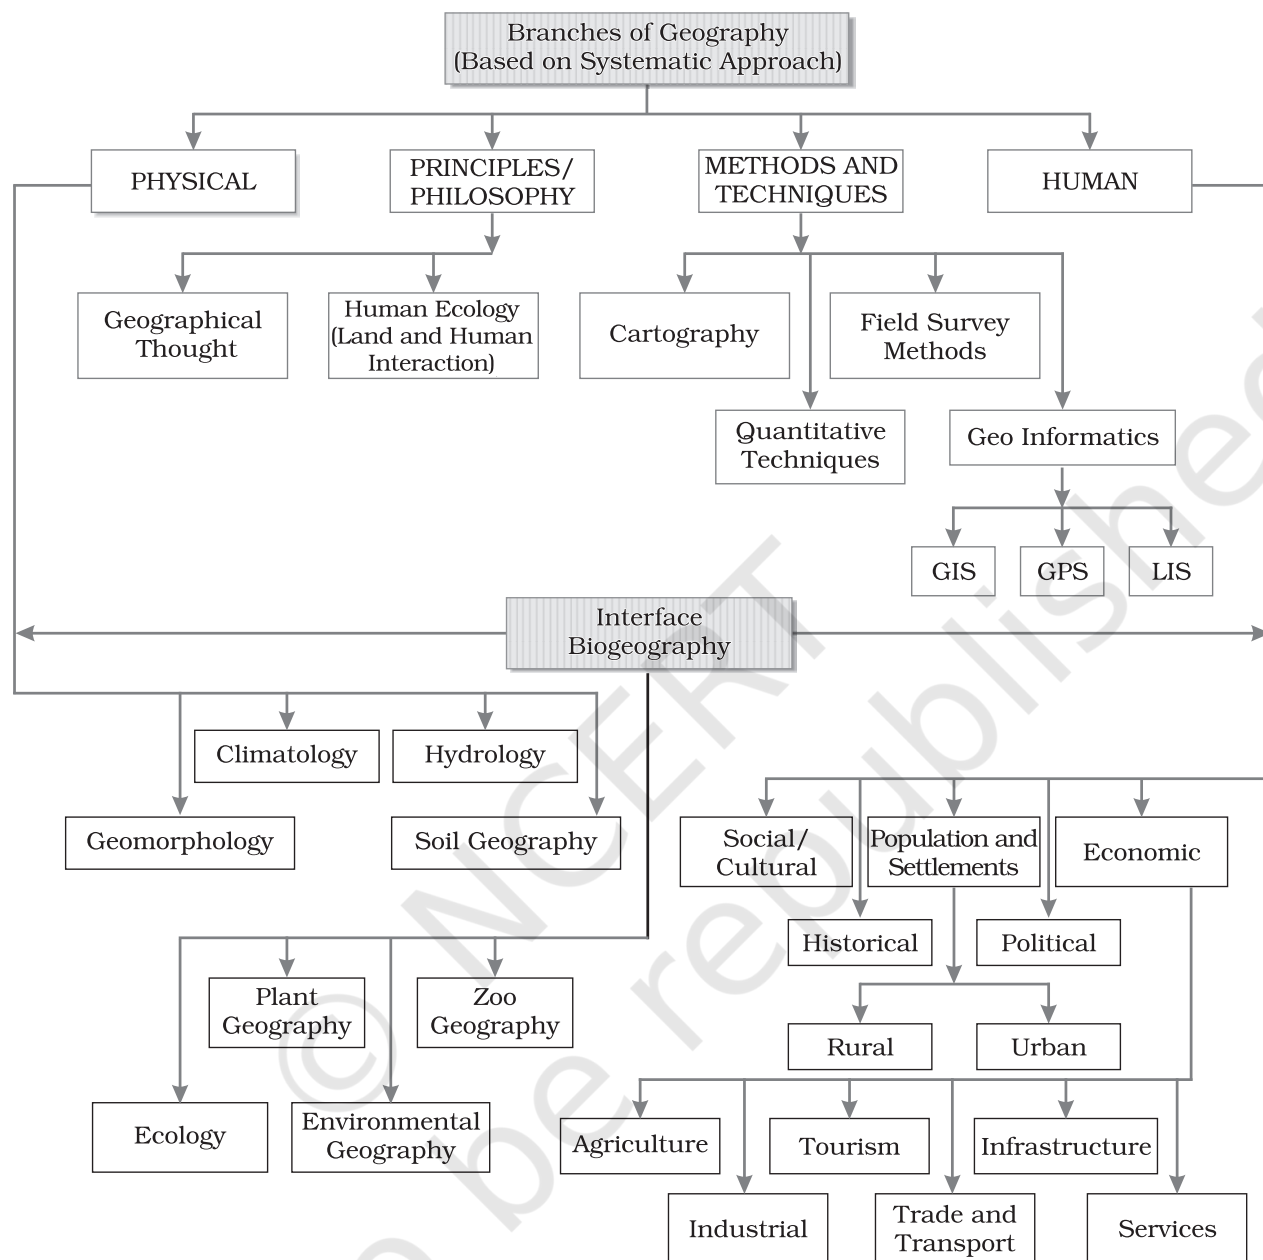 Branches of Geography
(Based on Systematic Approach)
PHYSICAL
PRINCIPLES/
PHILOSOPHY
METHODS AND
TECHNIQUES
HUMAN
Geographical
Thought
Human Ecology
(Land and Human
Interaction)
Cartography
Field Survey
Methods
Quantitative
Techniques
Geo Informatics
GIS
GPS
LIS
Interface
Biogeography
Climatology
Hydrology
Geomorphology
Soil Geography
Social/
Cultural
Population and
Settlements
Economic
Historical
Political
Plant
Geography
Zoo
Geography
Rural
Urban
Ecology
Environmental
Geography
Agriculture
Tourism
Infrastructure
Industrial
Trade and
Transport
Services
© NCERT
be republished